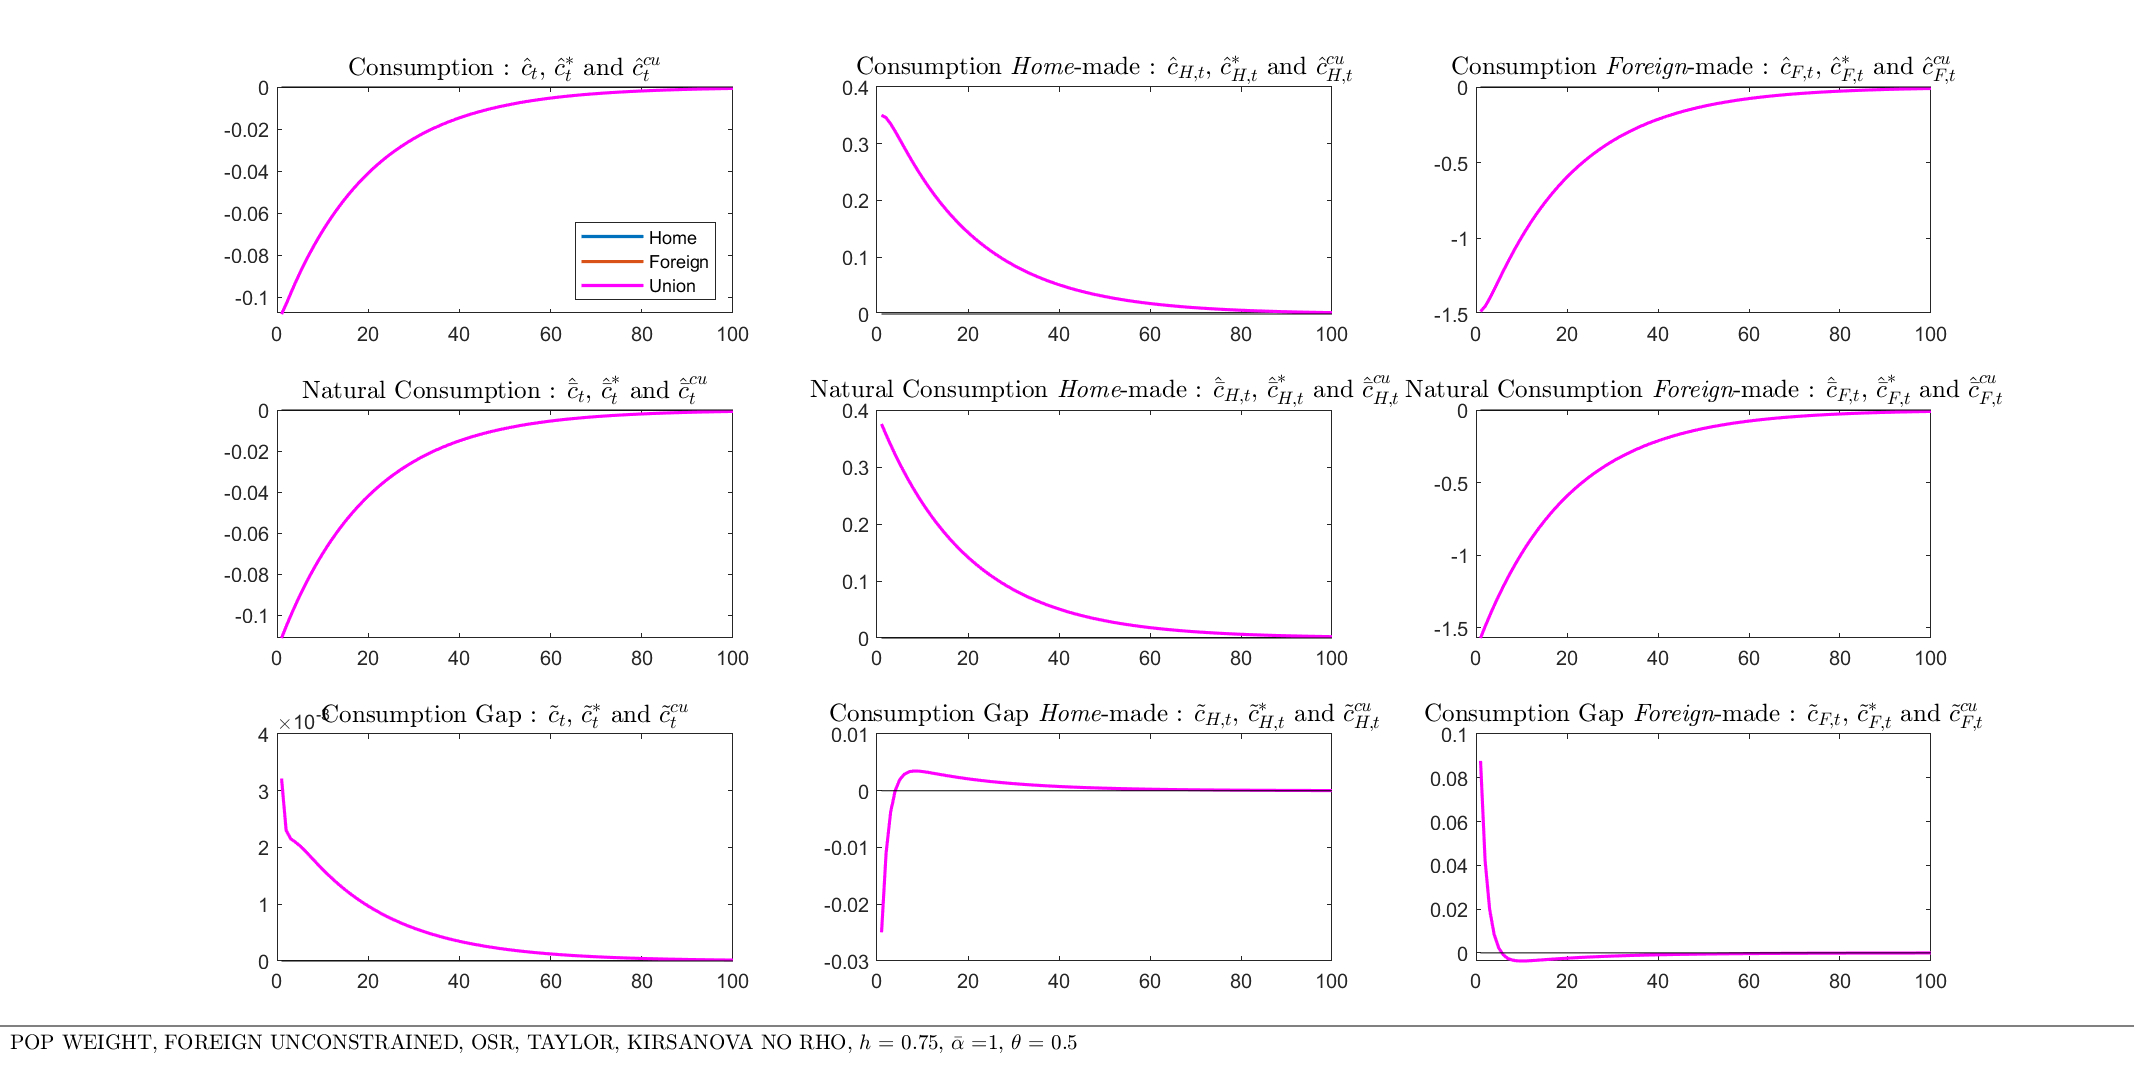 Consumption : ĉ_t, ĉ*_t and ĉ^cu_t
Consumption Home-made : ĉ_H,t, ĉ*_H,t and ĉ^cu_H,t
Consumption Foreign-made : ĉ_F,t, ĉ*_F,t and ĉ^cu_F,t
0
-0.02
-0.04
-0.06
-0.08
-0.1
0 20 40 60 80 100
Home
Foreign
Union
0.4
0.3
0.2
0.1
0
0 20 40 60 80 100
0
-0.5
-1
-1.5
0 20 40 60 80 100
Natural Consumption : ĉ̄_t, ĉ̄*_t and ĉ̄^cu_t
Natural Consumption Home-made : ĉ̄_H,t, ĉ̄*_H,t and ĉ̄^cu_H,t
Natural Consumption Foreign-made : ĉ̄_F,t, ĉ̄*_F,t and ĉ̄^cu_F,t
0
-0.02
-0.04
-0.06
-0.08
-0.1
0 20 40 60 80 100
0.4
0.3
0.2
0.1
0
0 20 40 60 80 100
0
-0.5
-1
-1.5
0 20 40 60 80 100
Consumption Gap : c̃_t, c̃*_t and c̃^cu_t
Consumption Gap Home-made : c̃_H,t, c̃*_H,t and c̃^cu_H,t
Consumption Gap Foreign-made : c̃_F,t, c̃*_F,t and c̃^cu_F,t
4
3
2
1
0
0 20 40 60 80 100
0.01
0
-0.01
-0.02
-0.03
0 20 40 60 80 100
0.1
0.08
0.06
0.04
0.02
0
0 20 40 60 80 100
POP WEIGHT, FOREIGN UNCONSTRAINED, OSR, TAYLOR, KIRSANOVA NO RHO, h = 0.75, ᾱ =1, θ = 0.5